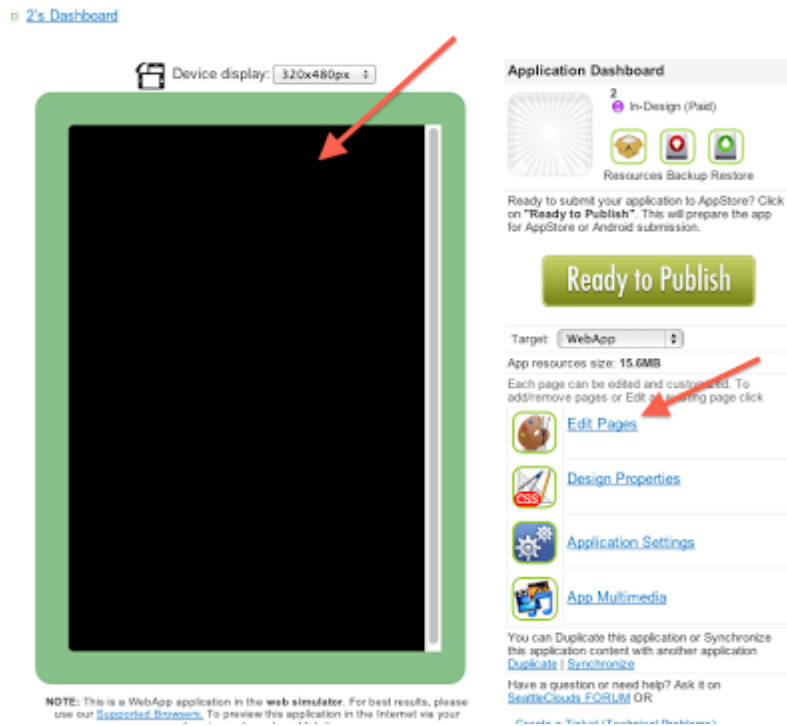 2's Dashboard
Device display: 320x480px
Application Dashboard
2
In-Design (Paid)
Resources Backup Restore
Ready to submit your application to AppStore? Click
on "Ready to Publish". This will prepare the app
for AppStore or Android submission.
Ready to Publish
Target: WebApp
App resources size: 15.6MB
Each page can be edited and customized. To
add/remove pages or Edit an existing page click
Edit Pages
CSS
Design Properties
Application Settings
App Multimedia
You can Duplicate this application or Synchronize
this application content with another application
Duplicate | Synchronize
Have a question or need help? Ask it on
SeattleClouds FORUM OR
Create a Ticket (Technical Problems)
NOTE: This is a WebApp application in the web simulator. For best results, please
use our Supported Browsers. To preview this application in the Internet via your